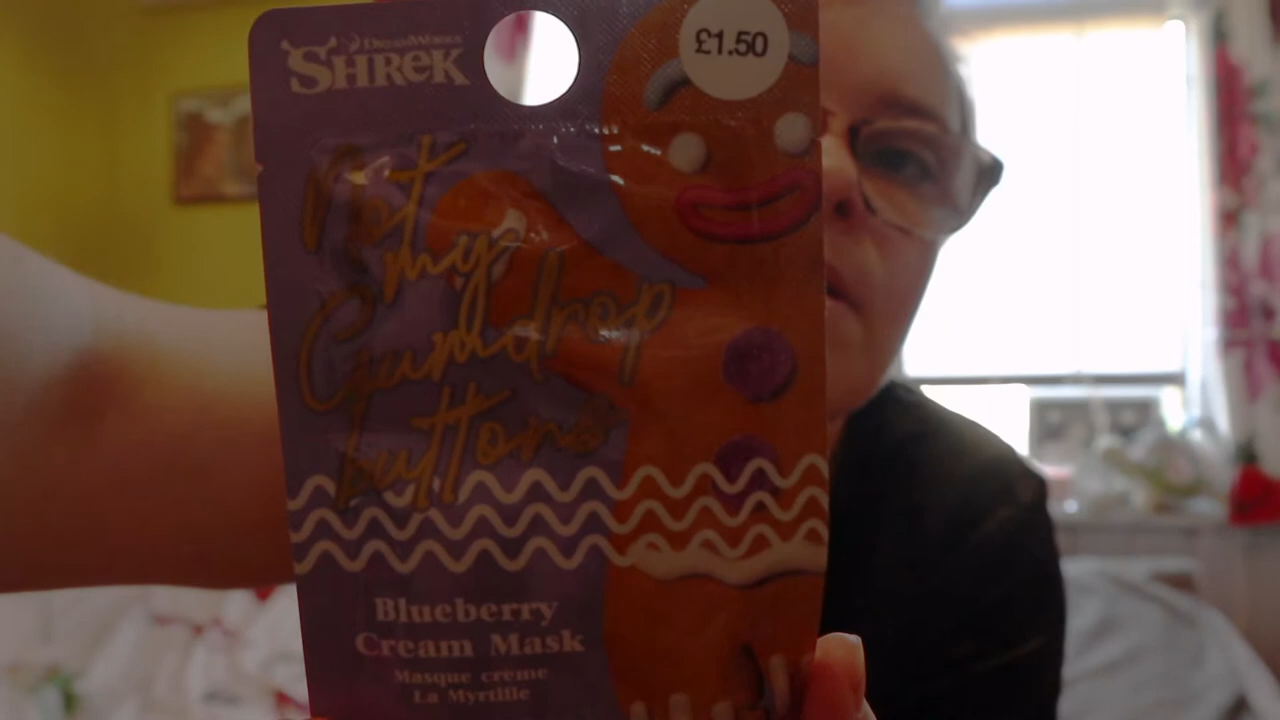 DREAMWORKS
SHREK
£1.50
Not
my
Gumdrop
buttons
Blueberry
Cream Mask
Masque crème
La Myrtille